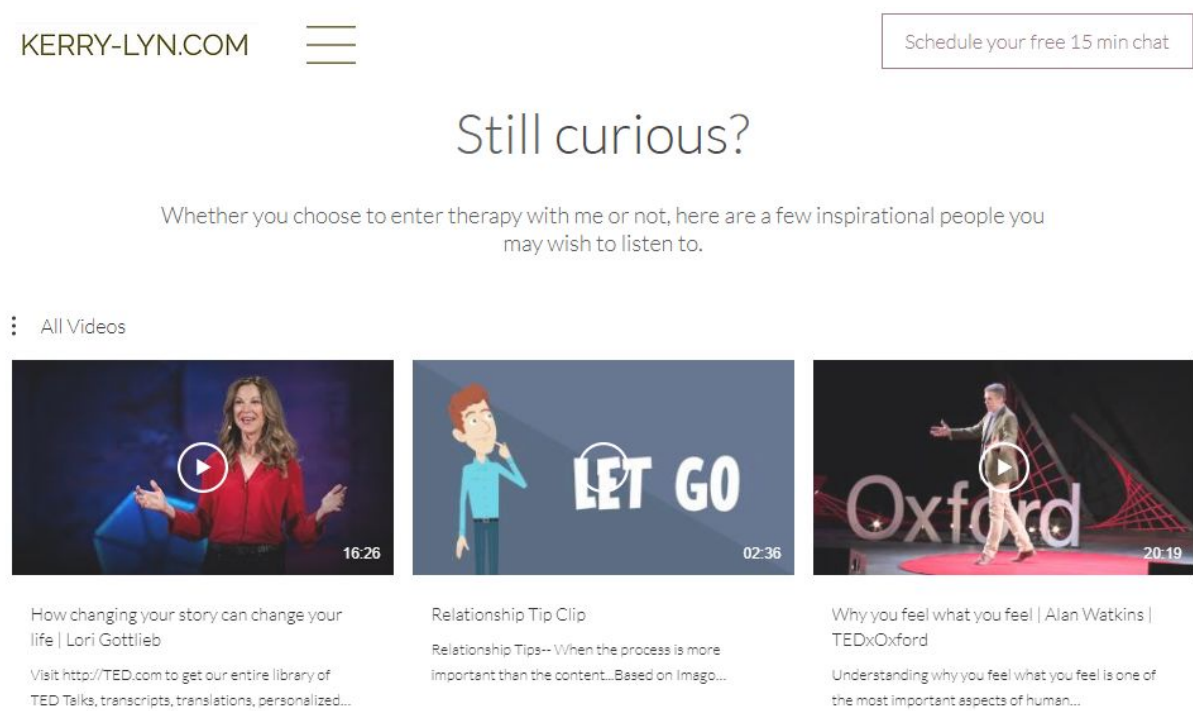 KERRY-LYN.COM
Schedule your free 15 min chat
Still curious?
Whether you choose to enter therapy with me or not, here are a few inspirational people you
may wish to listen to.
All Videos
16:26
LET GO
02:36
Oxford
20:19
How changing your story can change your
life | Lori Gottlieb
Visit http://TED.com to get our entire library of
TED Talks, transcripts, translations, personalized...
Relationship Tip Clip
Relationship Tips-- When the process is more
important than the content...Based on Imago...
Why you feel what you feel | Alan Watkins |
TEDxOxford
Understanding why you feel what you feel is one of
the most important aspects of human...